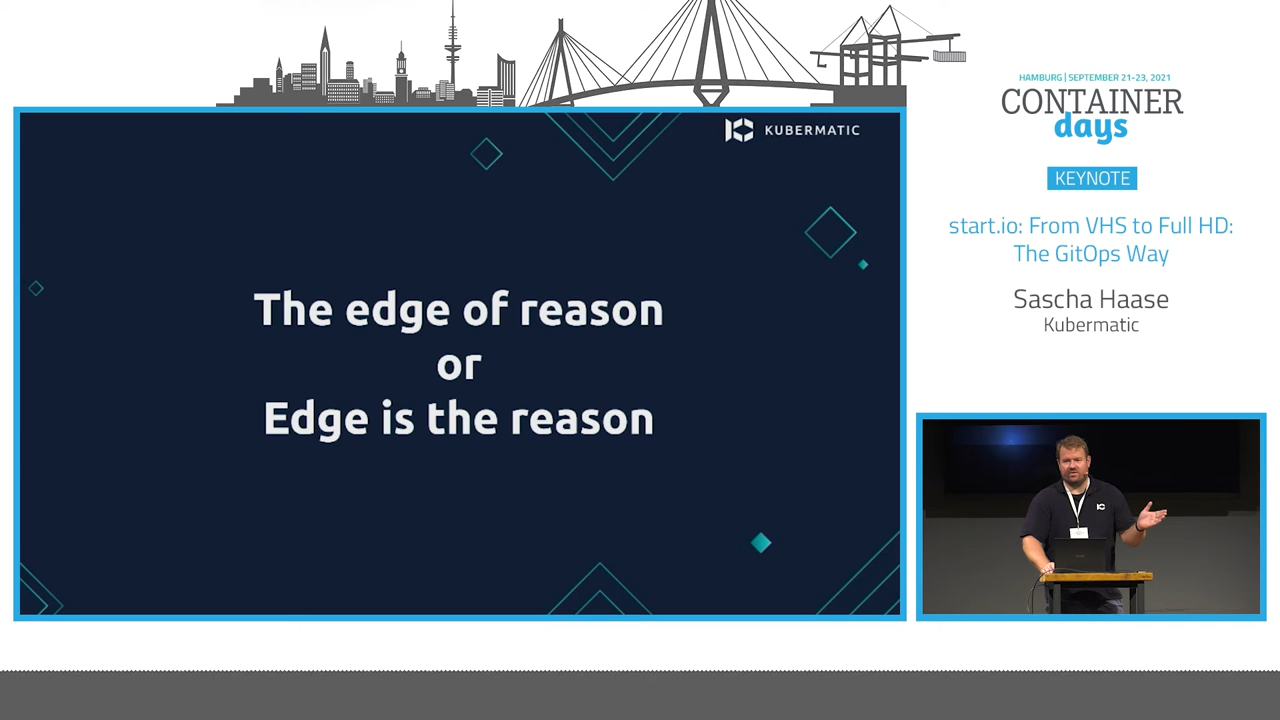 KUBERMATIC
The edge of reason
or
Edge is the reason
HAMBURG | SEPTEMBER 21-23, 2021
CONTAINER
days
KEYNOTE
start.io: From VHS to Full HD:
The GitOps Way
Sascha Haase
Kubermatic